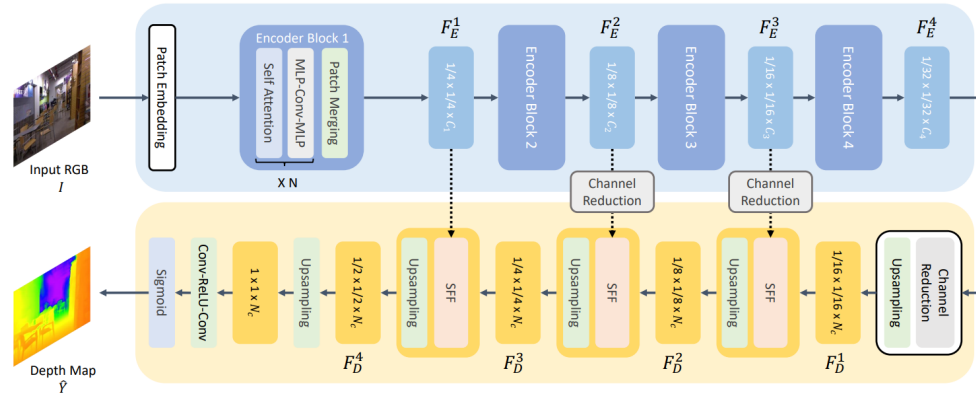 Input RGB
I
Patch Embedding
Encoder Block 1
Self Attention
MLP-Conv-MLP
Patch Merging
X N
F_E^1
1/4 x 1/4 x C_1
Encoder Block 2
F_E^2
1/8 x 1/8 x C_2
Encoder Block 3
F_E^3
1/16 x 1/16 x C_3
Encoder Block 4
F_E^4
1/32 x 1/32 x C_4
Channel
Reduction
Channel
Reduction
Depth Map
Ŷ
Sigmoid
Conv-ReLU-Conv
1 x 1 x N_c
Upsampling
1/2 x 1/2 x N_c
F_D^4
Upsampling
SFF
1/4 x 1/4 x N_c
F_D^3
Upsampling
SFF
1/8 x 1/8 x N_c
F_D^2
Upsampling
SFF
1/16 x 1/16 x N_c
F_D^1
Upsampling
Channel
Reduction